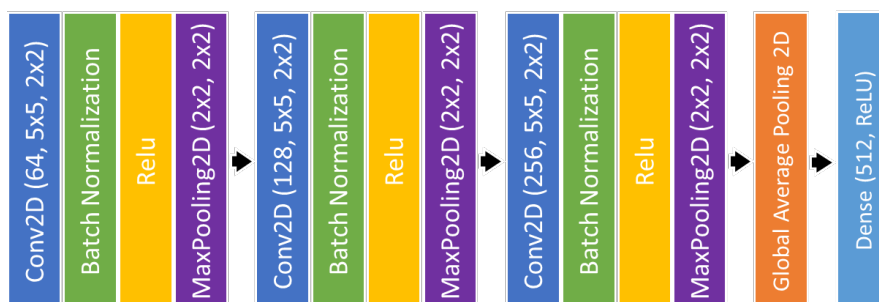 Conv2D (64, 5x5, 2x2)
Batch Normalization
Relu
MaxPooling2D (2x2, 2x2)
Conv2D (128, 5x5, 2x2)
Batch Normalization
Relu
MaxPooling2D (2x2, 2x2)
Conv2D (256, 5x5, 2x2)
Batch Normalization
Relu
MaxPooling2D (2x2, 2x2)
Global Average Pooling 2D
Dense (512, ReLU)